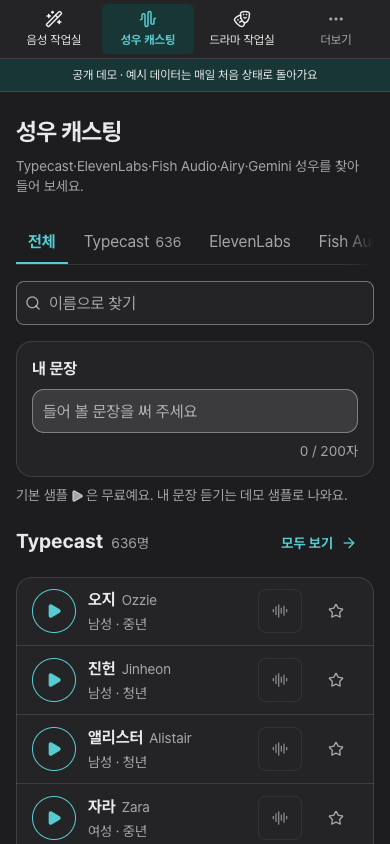 음성 작업실
성우 캐스팅
드라마 작업실
더보기
공개 데모 · 예시 데이터는 매일 처음 상태로 돌아가요
성우 캐스팅
Typecast·ElevenLabs·Fish Audio·Airy·Gemini 성우를 찾아
들어 보세요.
전체
Typecast 636
ElevenLabs
Fish Au
이름으로 찾기
내 문장
들어 볼 문장을 써 주세요
0 / 200자
기본 샘플 ▶ 은 무료예요. 내 문장 듣기는 데모 샘플로 나와요.
Typecast 636명
모두 보기 →
오지 Ozzie
남성 · 중년
진헌 Jinheon
남성 · 청년
앨리스터 Alistair
남성 · 청년
자라 Zara
여성 · 중년